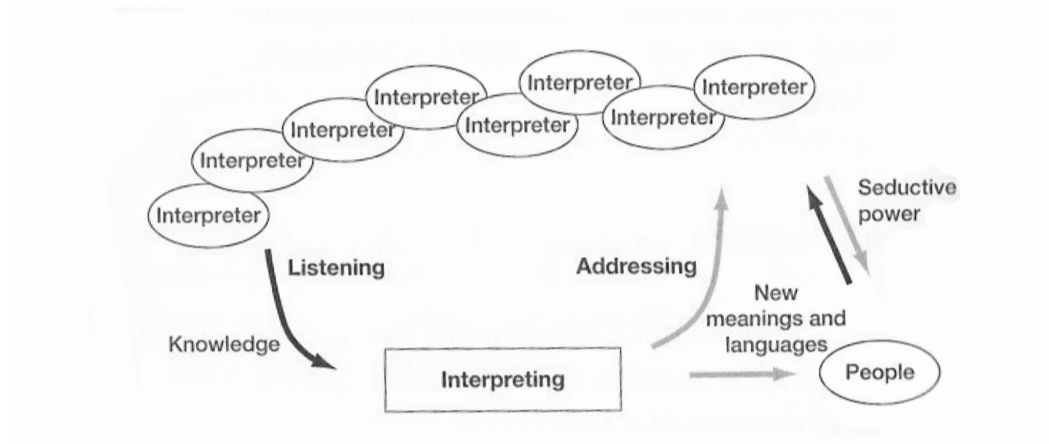 Interpreter
Interpreter
Interpreter
Interpreter
Interpreter
Interpreter
Interpreter
Interpreter
Listening
Knowledge
Interpreting
Addressing
New
meanings and
languages
Seductive
power
People